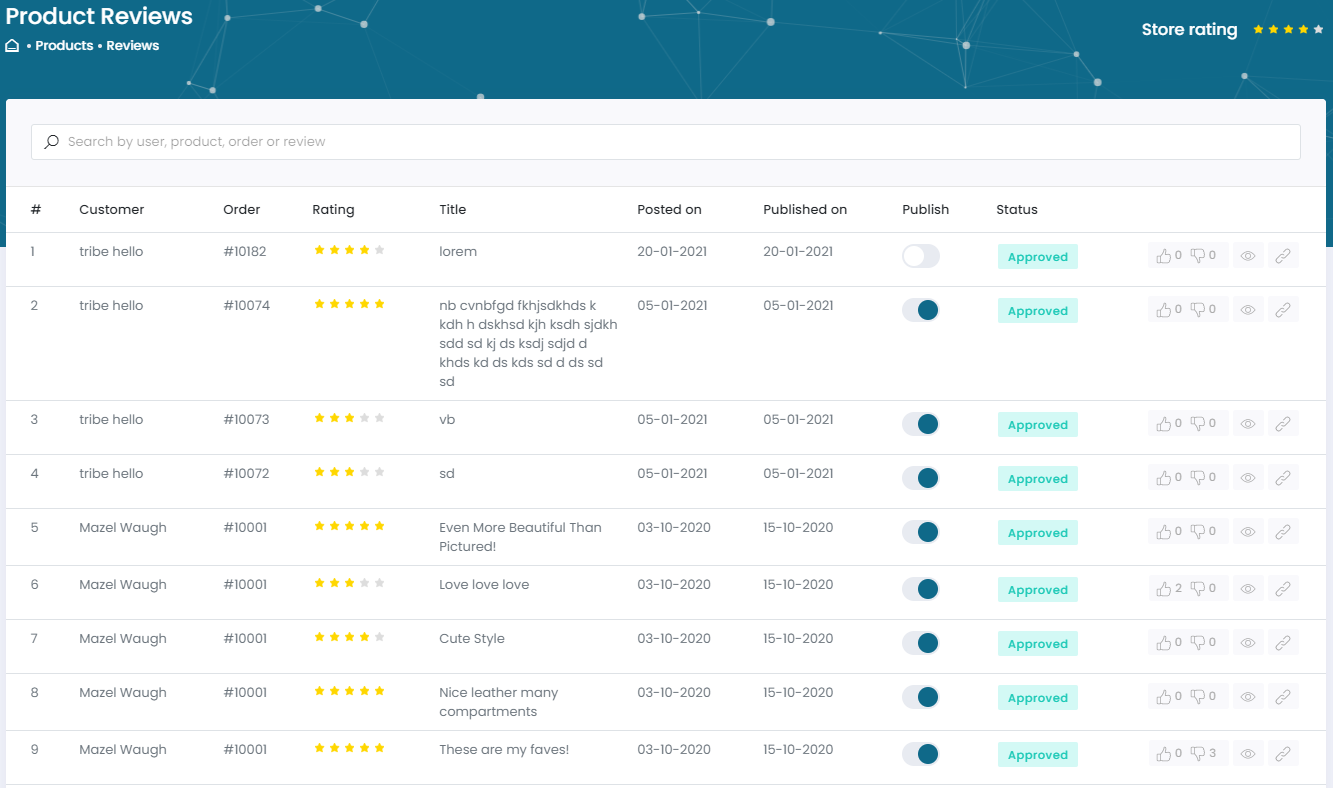 Product Reviews
Store rating
• Products • Reviews
Search by user, product, order or review
# Customer Order Rating Title Posted on Published on Publish Status
1 tribe hello #10182 lorem 20-01-2021 20-01-2021 Approved 0 0
2 tribe hello #10074 nb cvnbfgd fkhjsdkhds k 05-01-2021 05-01-2021 Approved 0 0
kdh h dskhsd kjh ksdh sjdkh
sdd sd kj ds ksdj sdjd d
khds kd ds kds sd d ds sd
sd
3 tribe hello #10073 vb 05-01-2021 05-01-2021 Approved 0 0
4 tribe hello #10072 sd 05-01-2021 05-01-2021 Approved 0 0
5 Mazel Waugh #10001 Even More Beautiful Than 03-10-2020 15-10-2020 Approved 0 0
Pictured!
6 Mazel Waugh #10001 Love love love 03-10-2020 15-10-2020 Approved 2 0
7 Mazel Waugh #10001 Cute Style 03-10-2020 15-10-2020 Approved 0 0
8 Mazel Waugh #10001 Nice leather many 03-10-2020 15-10-2020 Approved 0 0
compartments
9 Mazel Waugh #10001 These are my faves! 03-10-2020 15-10-2020 Approved 0 3